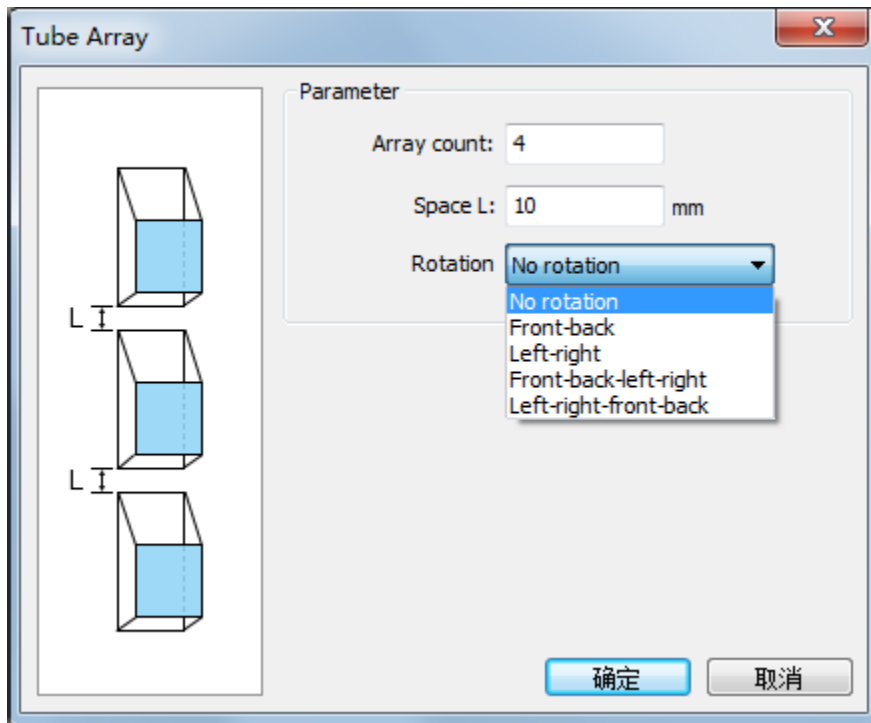 Tube Array
Parameter
Array count: 4
Space L: 10 mm
Rotation No rotation
No rotation
Front-back
Left-right
Front-back-left-right
Left-right-front-back
L
L
确定 取消